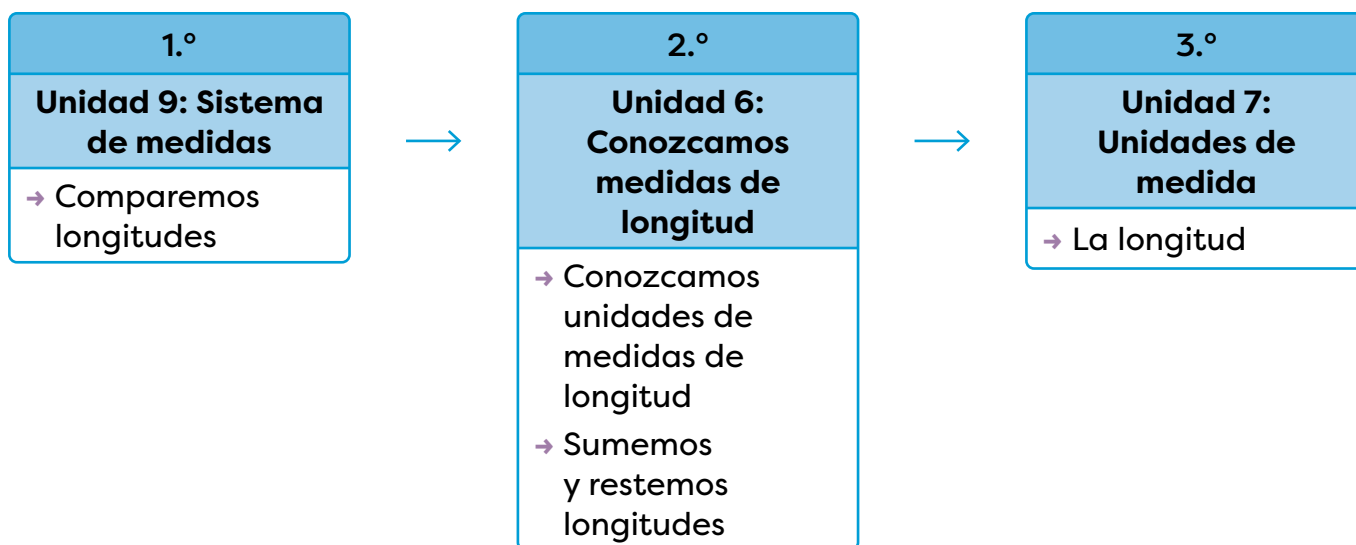 1.º
Unidad 9: Sistema
de medidas
→ Comparemos
longitudes
2.º
Unidad 6:
Conozcamos
medidas de
longitud
→ Conozcamos
unidades de
medidas de
longitud
→ Sumemos
y restemos
longitudes
3.º
Unidad 7:
Unidades de
medida
→ La longitud